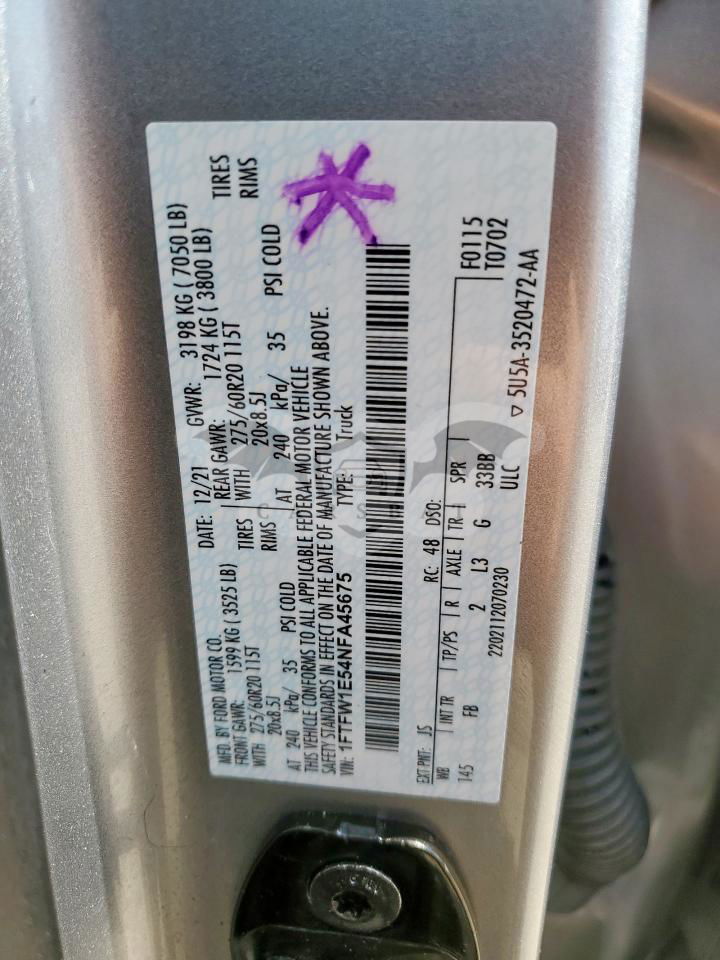 MFD. BY FORD MOTOR CO.
DATE: 12/21 GVWR: 3198 KG ( 7050 LB)
FRONT GAWR: 1599 KG ( 3525 LB) REAR GAWR: 1724 KG ( 3800 LB)
WITH 275/60R20 115T TIRES WITH 275/60R20 115T TIRES
20x8.5J RIMS 20x8.5J RIMS
AT 240 kPa/ 35 PSI COLD AT 240 kPa/ 35 PSI COLD
THIS VEHICLE CONFORMS TO ALL APPLICABLE FEDERAL MOTOR VEHICLE
SAFETY STANDARDS IN EFFECT ON THE DATE OF MANUFACTURE SHOWN ABOVE.
VIN: 1FTFW1E54NFA45675 TYPE: Truck
F0115
T0702
EXT PNT: JS RC: 48 DSO:
WB INT TR TP/PS R AXLE TR SPR
145 FB 2 L3 G 33BB
2202112070230 ULC ▽ 5U5A-3520472-AA